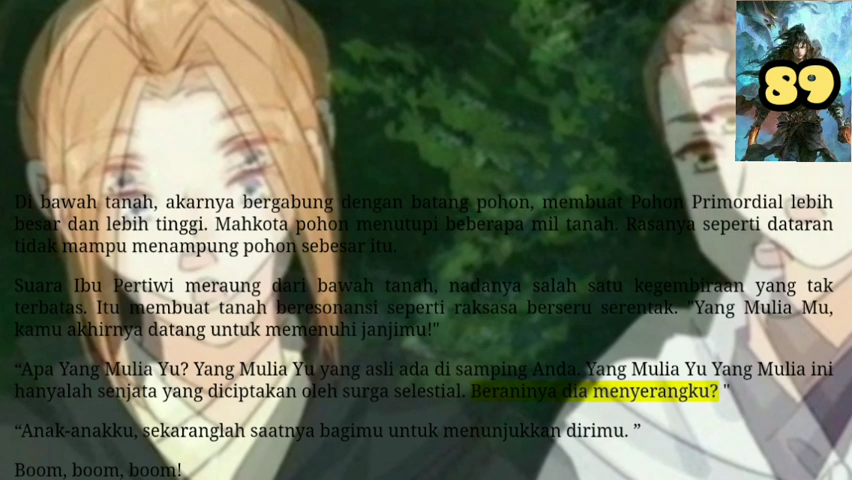 89
Di bawah tanah, akarnya bergabung dengan batang pohon, membuat Pohon Primordial lebih
besar dan lebih tinggi. Mahkota pohon menutupi beberapa mil tanah. Rasanya seperti dataran
tidak mampu menampung pohon sebesar itu.
Suara Ibu Pertiwi meraung dari bawah tanah, nadanya salah satu kegembiraan yang tak
terbatas. Itu membuat tanah beresonansi seperti raksasa berseru serentak. "Yang Mulia Mu,
kamu akhirnya datang untuk memenuhi janjimu!"
“Apa Yang Mulia Yu? Yang Mulia Yu yang asli ada di samping Anda. Yang Mulia Yu Yang Mulia ini
hanyalah senjata yang diciptakan oleh surga selestial. Beraninya dia menyerangku? "
“Anak-anakku, sekaranglah saatnya bagimu untuk menunjukkan dirimu. ”
Boom, boom, boom!